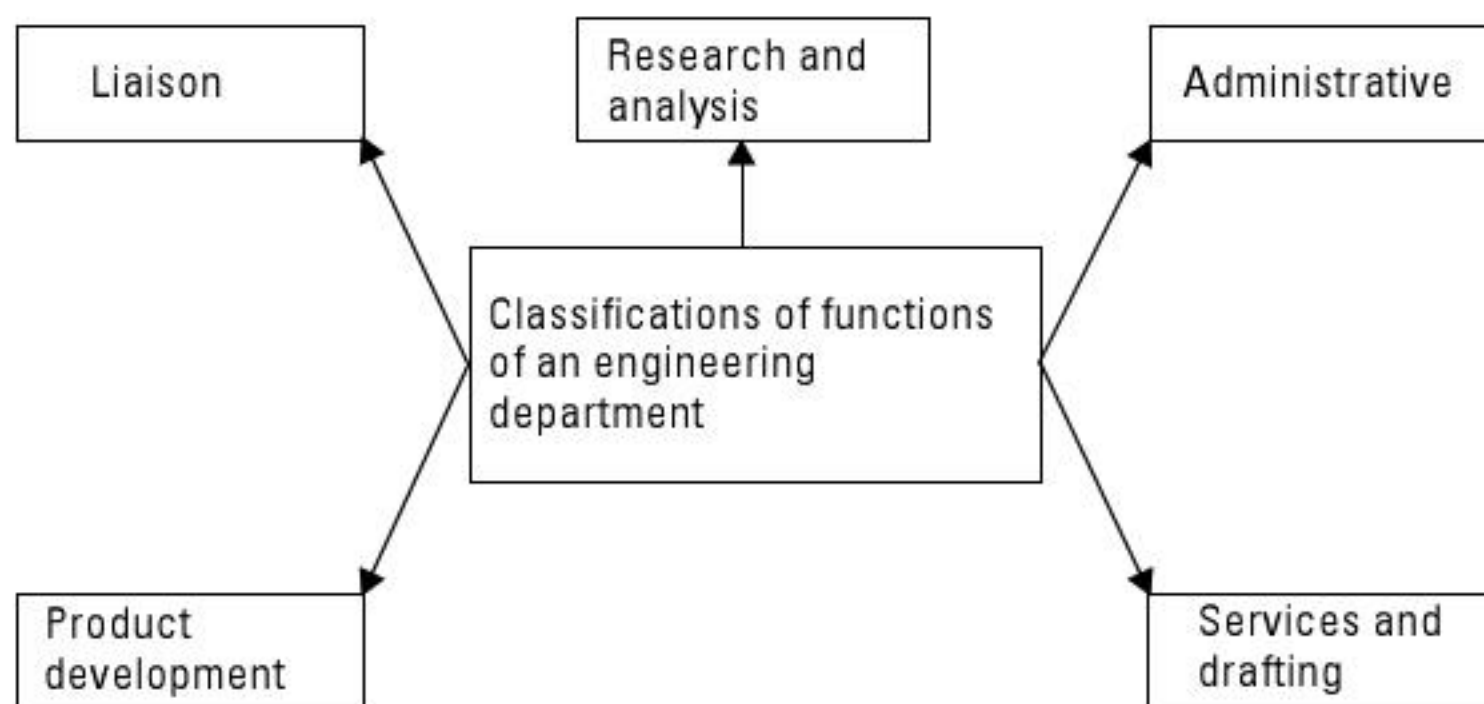 Liaison
Research and
analysis
Administrative
Classifications of functions
of an engineering
department
Product
development
Services and
drafting